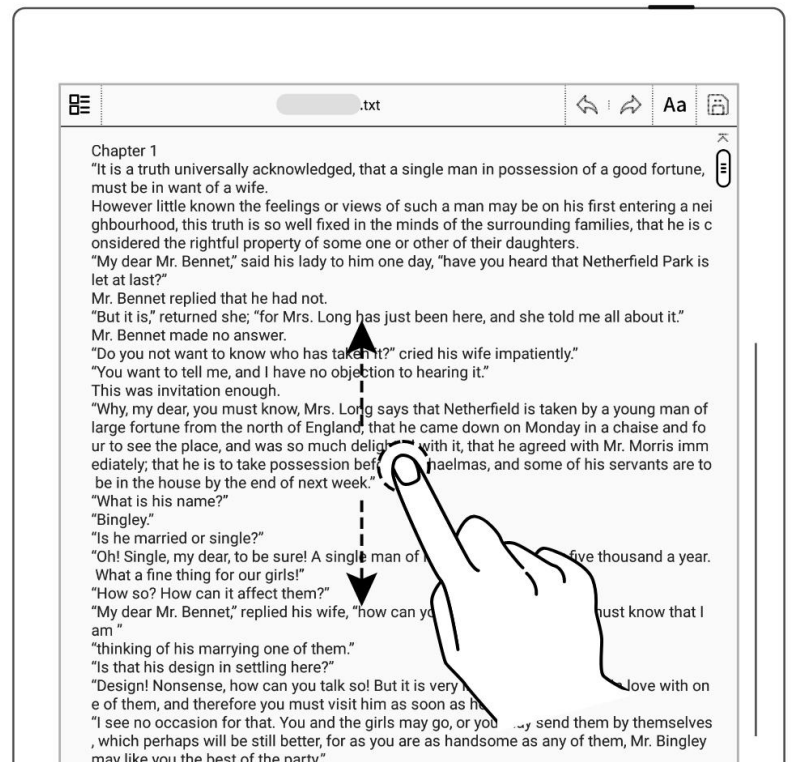 .txt
Aa
Chapter 1
“It is a truth universally acknowledged, that a single man in possession of a good fortune,
must be in want of a wife.
However little known the feelings or views of such a man may be on his first entering a nei
ghbourhood, this truth is so well fixed in the minds of the surrounding families, that he is c
onsidered the rightful property of some one or other of their daughters.
“My dear Mr. Bennet,” said his lady to him one day, “have you heard that Netherfield Park is
let at last?”
Mr. Bennet replied that he had not.
“But it is,” returned she; “for Mrs. Long has just been here, and she told me all about it.”
Mr. Bennet made no answer.
“Do you not want to know who has taken it?” cried his wife impatiently.”
“You want to tell me, and I have no objection to hearing it.”
This was invitation enough.
“Why, my dear, you must know, Mrs. Long says that Netherfield is taken by a young man of
large fortune from the north of England, that he came down on Monday in a chaise and fo
ur to see the place, and was so much with it, that he agreed with Mr. Morris imm
ediately; that he is to take possession and some of his servants are to
be in the house by the end of next week.”
“What is his name?”
“Bingley.”
“Is he married or single?”
“Oh! Single, my dear, to be sure! A single man of five thousand a year.
What a fine thing for our girls!”
“How so? How can it affect them?”
“My dear Mr. Bennet,” replied his wife, “how can must know that I
am “
“thinking of his marrying one of them.”
“Is that his design in settling here?”
“Design! Nonsense, how can you talk so! But it is very love with on
e of them, and therefore you must visit him as soon as
“I see no occasion for that. You and the girls may go, or you send them by themselves
, which perhaps will be still better, for as you are as handsome as any of them, Mr. Bingley
may like you the best of the party.”